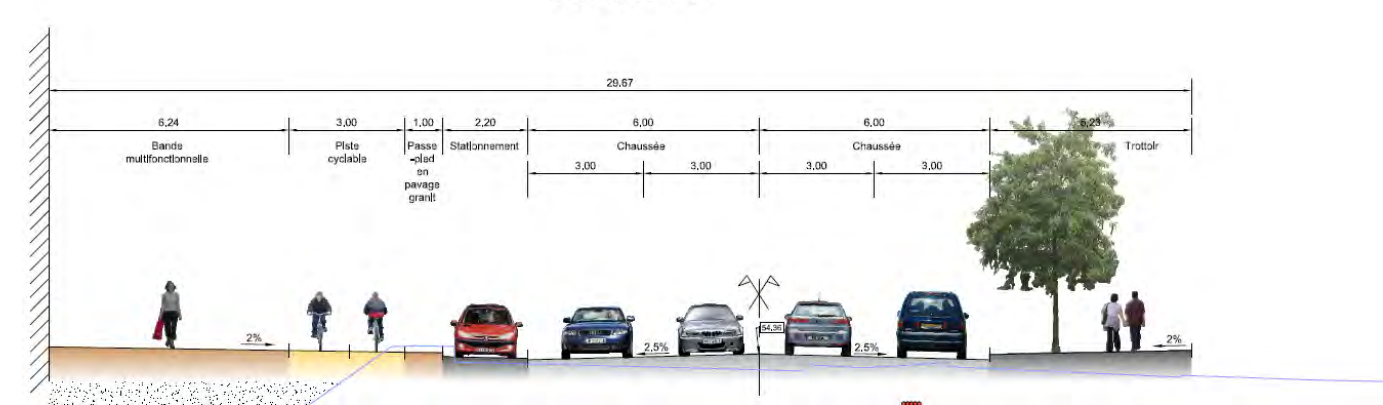 29.67
6,24
3,00
1,00
2,20
6,00
6,00
5,23
Bande
multifonctionnelle
Piste
cyclable
Passe
-pied
en
pavage
granit
Stationnement
Chaussée
Chaussée
Trottoir
3,00
3,00
3,00
3,00
54,36
2%
2,5%
2,5%
2%